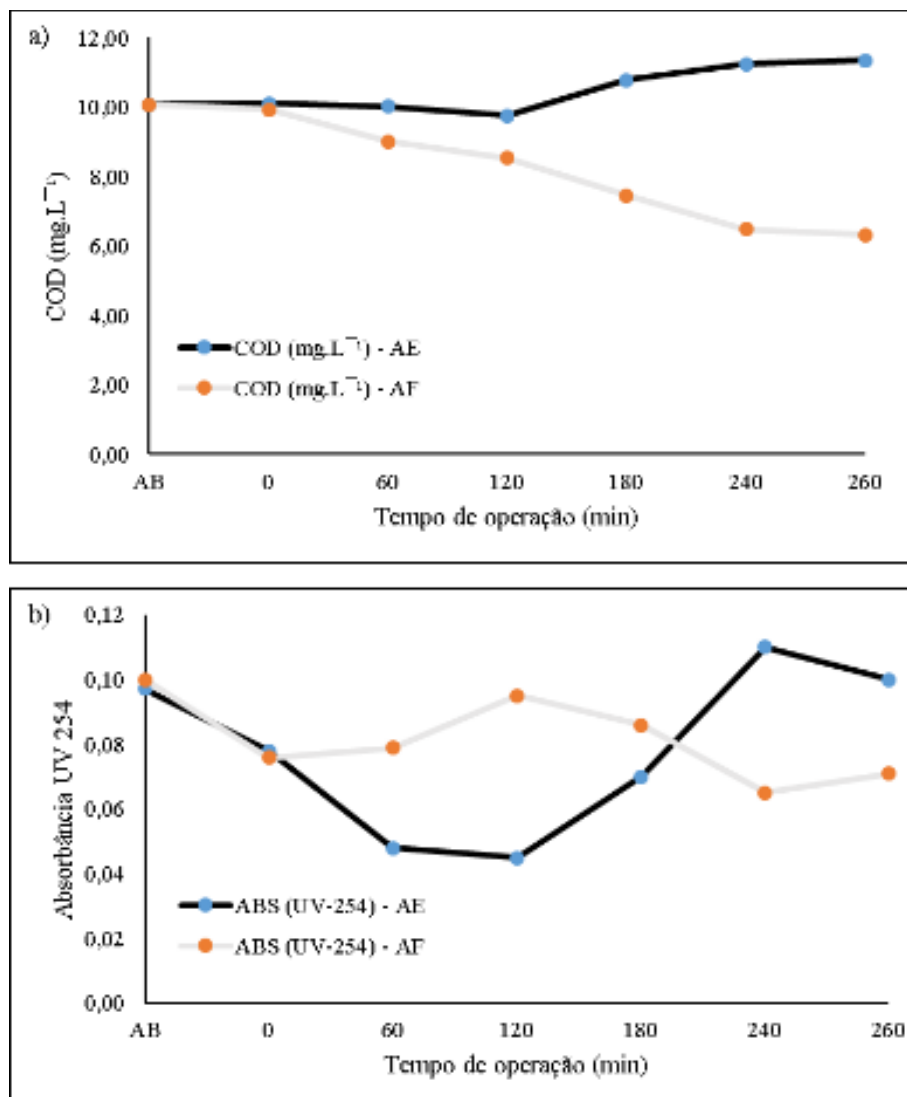 a)
12,00
10,00
8,00
6,00
4,00
2,00
0,00
COD (mg.L⁻¹)
COD (mg.L⁻¹) - AE
COD (mg.L⁻¹) - AF
AB 0 60 120 180 240 260
Tempo de operação (min)
b)
0,12
0,10
0,08
0,06
0,04
0,02
0,00
Absorbância UV 254
ABS (UV-254) - AE
ABS (UV-254) - AF
AB 0 60 120 180 240 260
Tempo de operação (min)